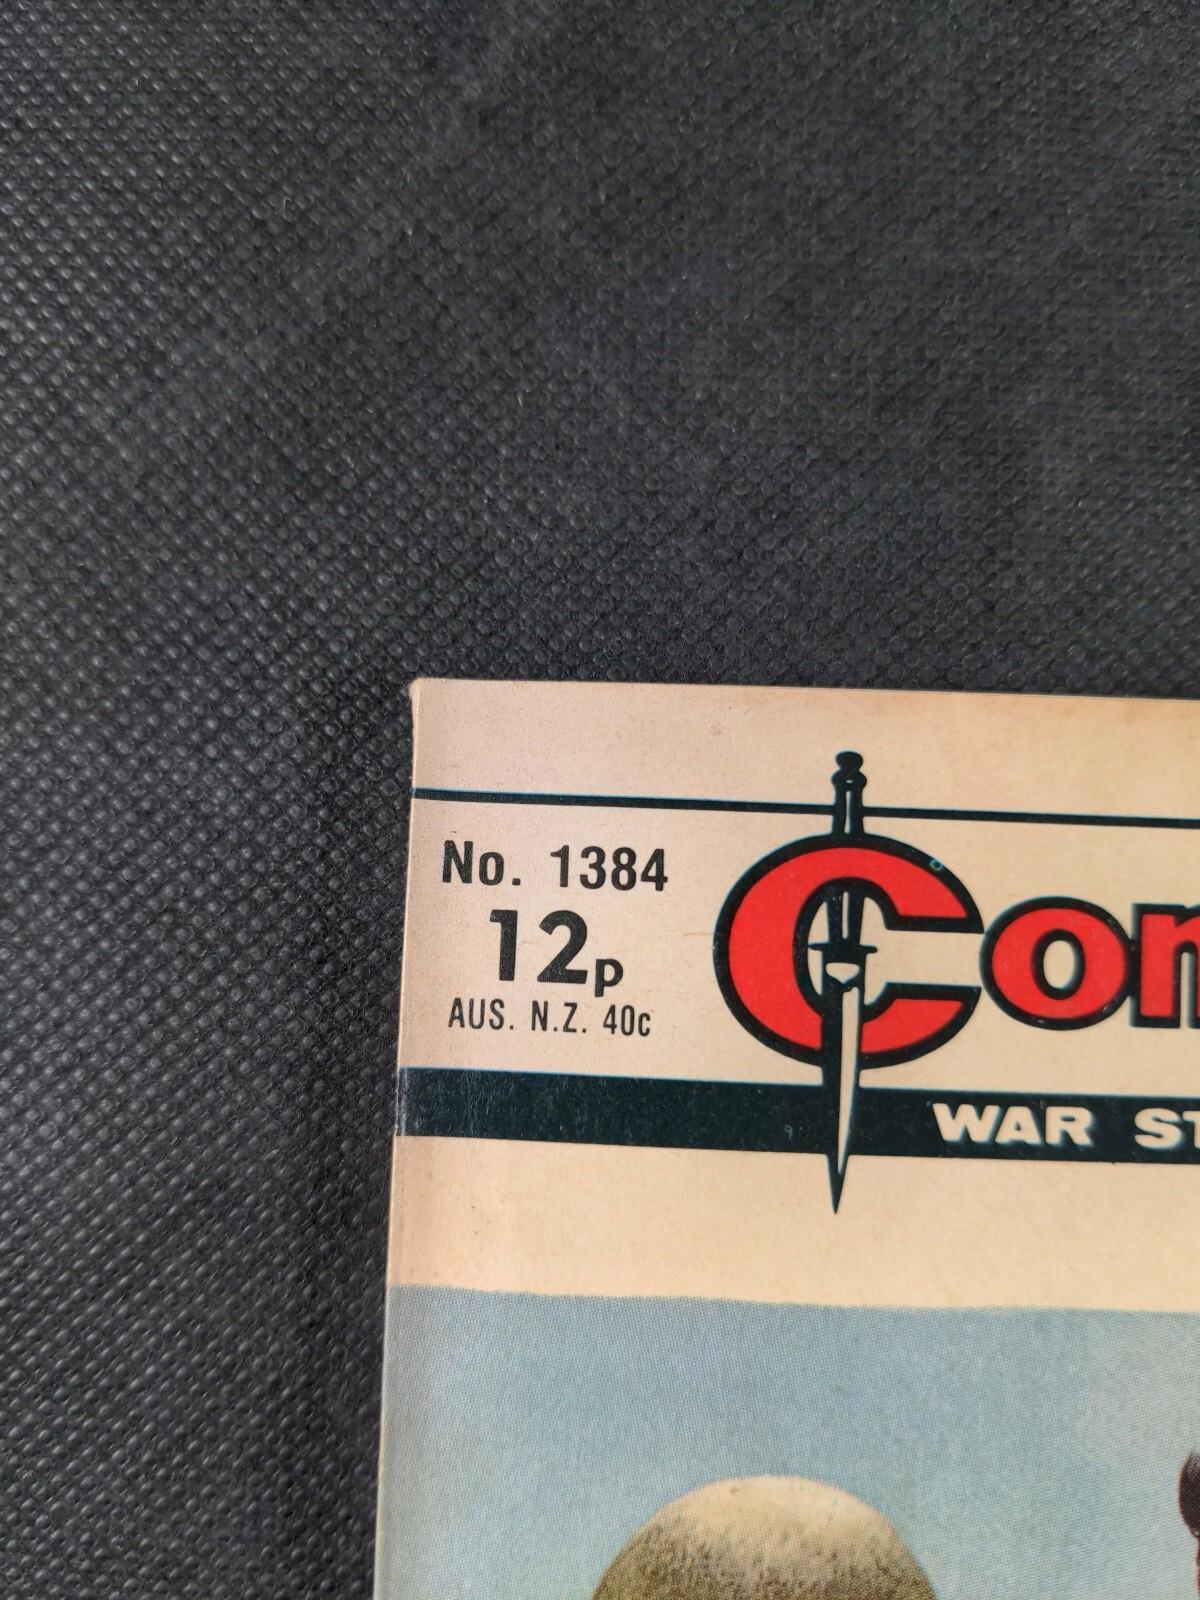 No. 1384
12p
AUS. N.Z. 40c
Com
WAR ST